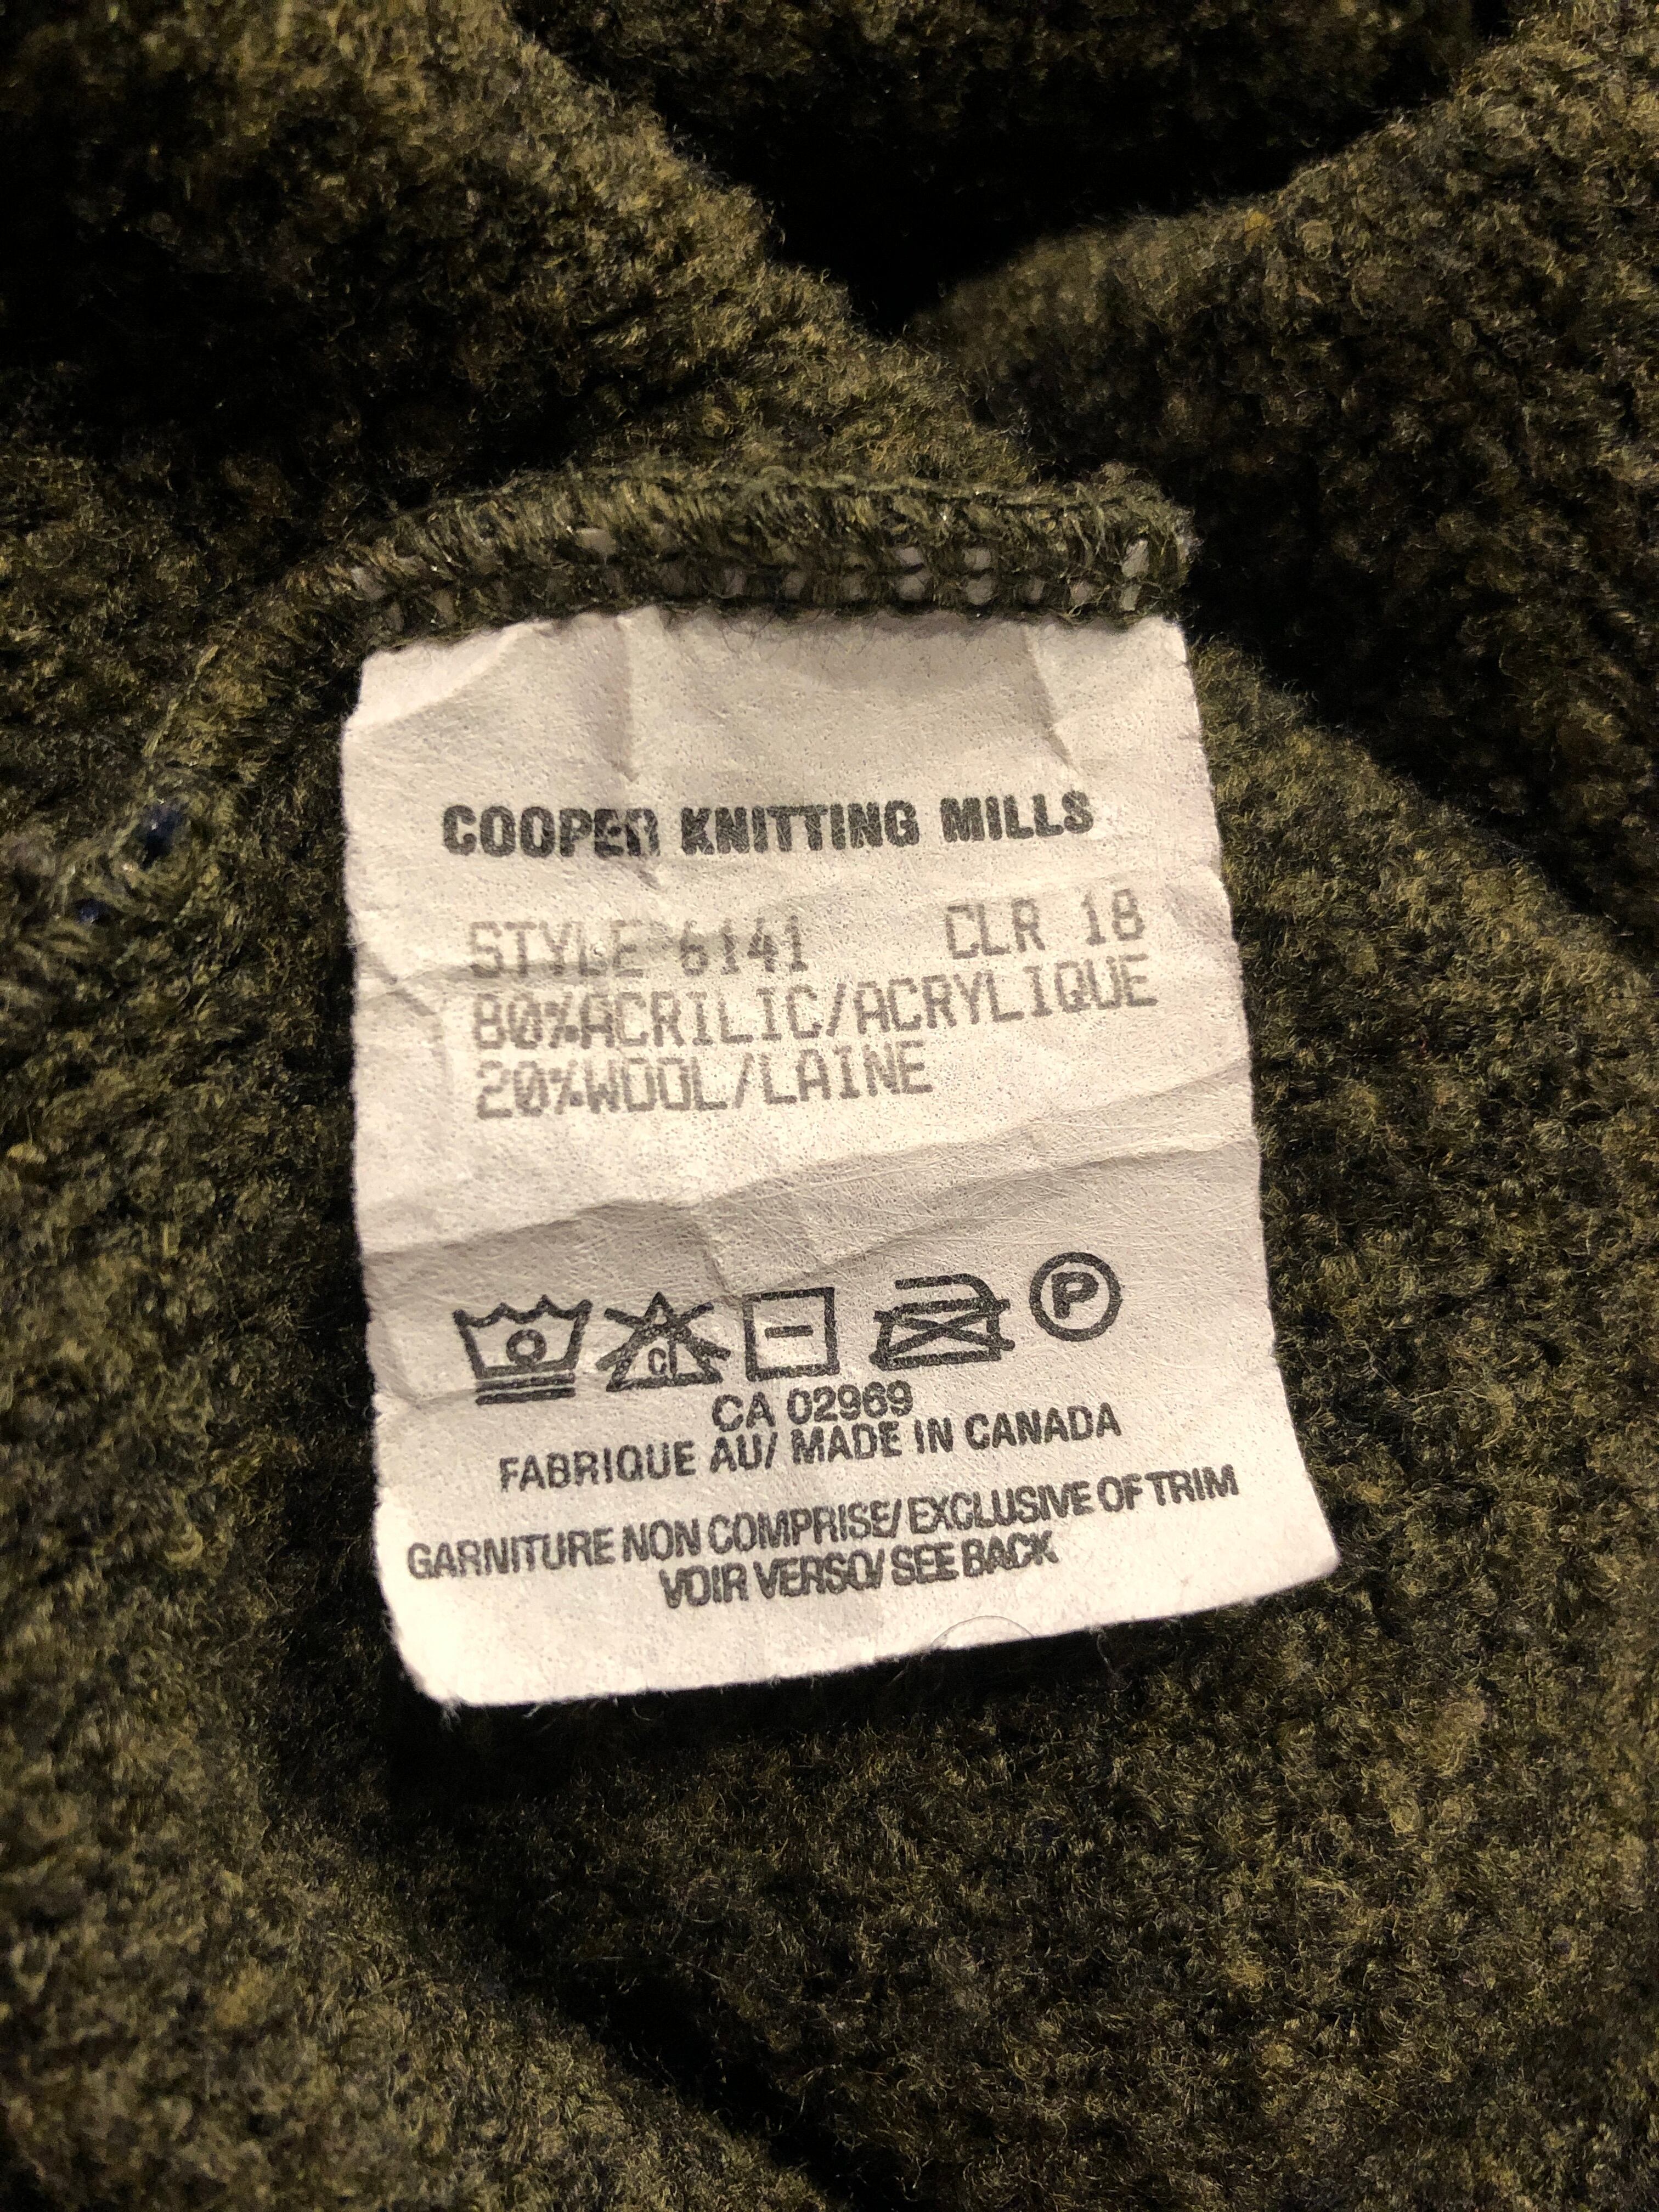 COOPER KNITTING MILLS
STYLE 6141 CLR 18
80%ACRILIC/ACRYLIQUE
20%WOOL/LAINE
CL P
CA 02969
FABRIQUE AU/ MADE IN CANADA
GARNITURE NON COMPRISE/ EXCLUSIVE OF TRIM
VOIR VERSO/ SEE BACK